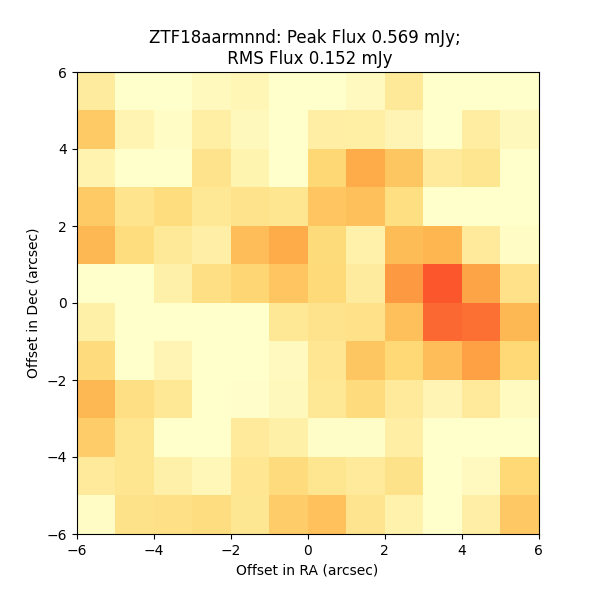 ZTF18aarmnnd: Peak Flux 0.569 mJy;
RMS Flux 0.152 mJy
6
4
2
0
−2
−4
−6
Offset in Dec (arcsec)
−6 −4 −2 0 2 4 6
Offset in RA (arcsec)